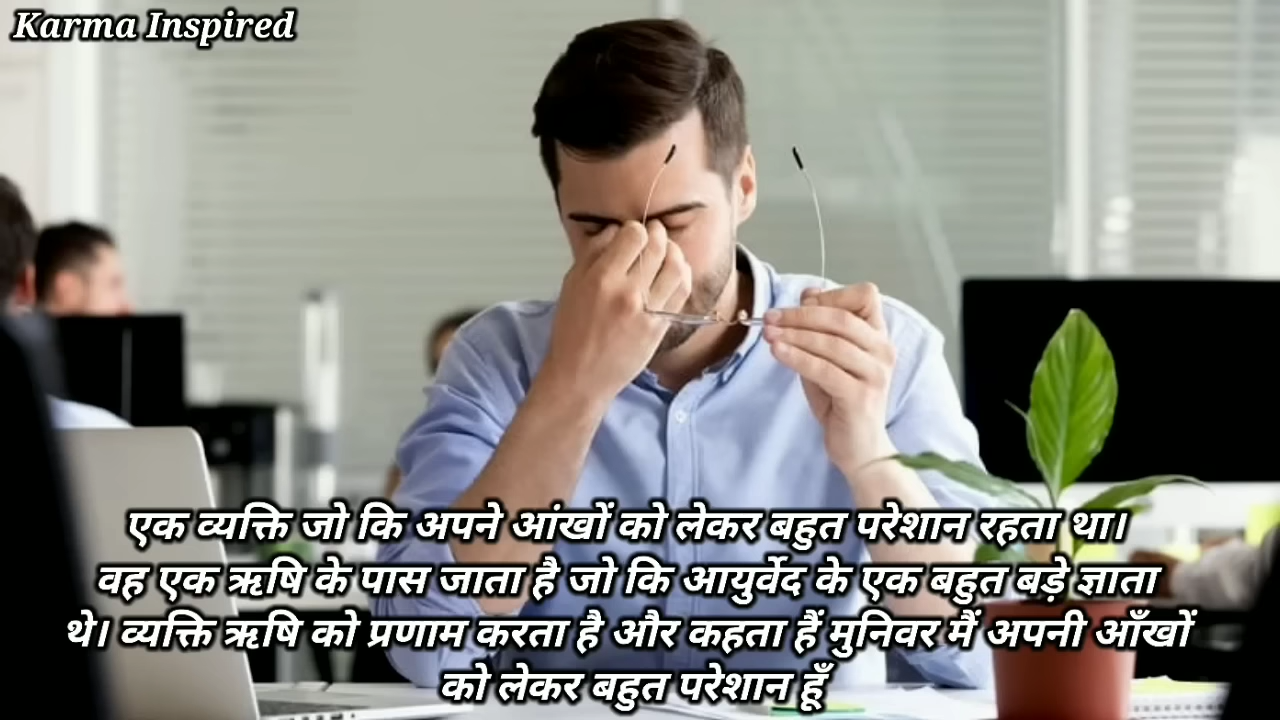 Karma Inspired
एक व्यक्ति जो कि अपने आंखों को लेकर बहुत परेशान रहता था।
वह एक ऋषि के पास जाता है जो कि आयुर्वेद के एक बहुत बड़े ज्ञाता
थे। व्यक्ति ऋषि को प्रणाम करता है और कहता हैं मुनिवर मैं अपनी आँखों
को लेकर बहुत परेशान हूँ